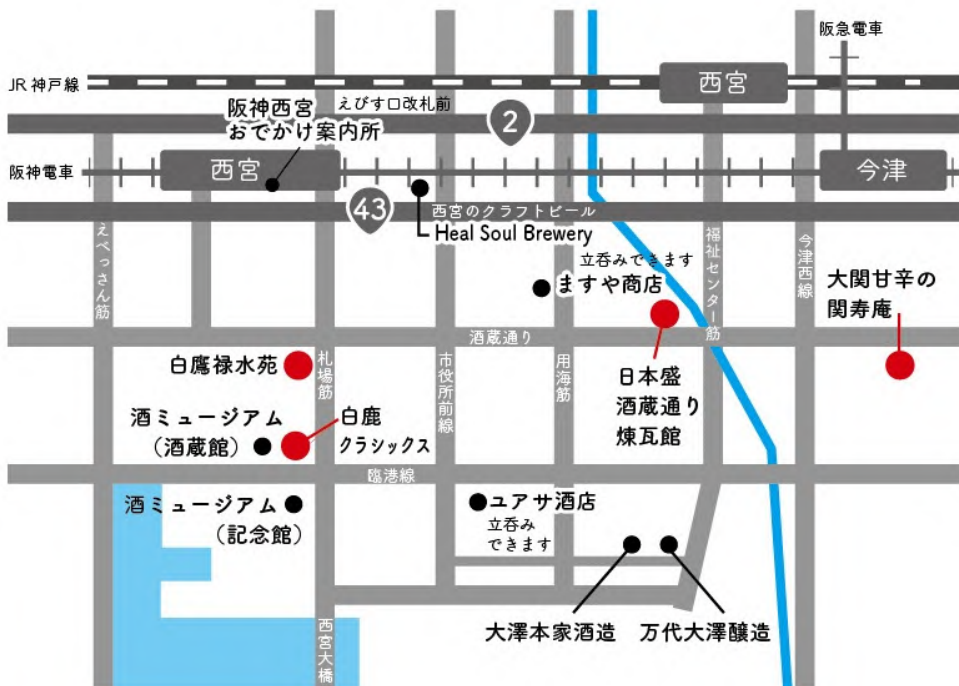 阪急電車
JR神戸線
西宮
阪神西宮
おでかけ案内所
えびす口改札前
2
阪神電車
西宮
今津
43
西宮のクラフトビール
Heal Soul Brewery
えべっさん筋
立呑みできます
ますや商店
福祉センター筋
今津西線
大関甘辛の
関寿庵
酒蔵通り
白鷹禄水苑
札場筋
市役所前線
用海筋
日本盛
酒蔵通り
煉瓦館
酒ミュージアム
(酒蔵館)
白鹿
クラシックス
臨港線
酒ミュージアム
(記念館)
ユアサ酒店
立呑み
できます
大澤本家酒造
万代大澤醸造
西宮大橋